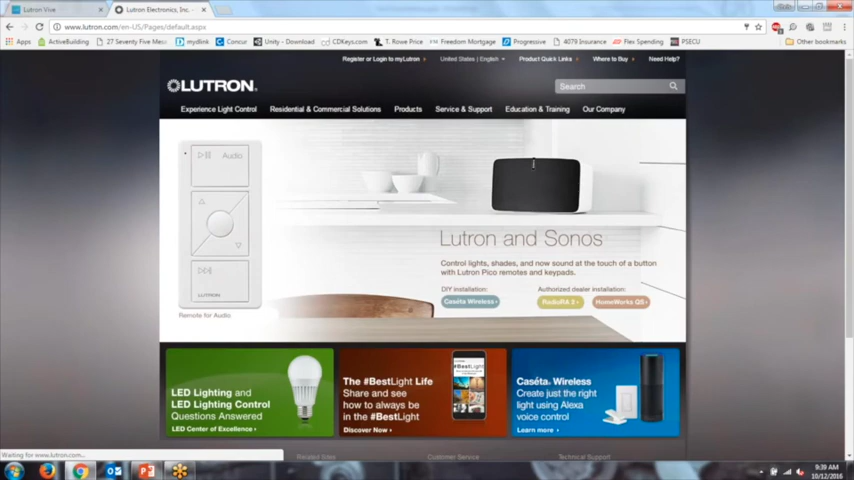 Lutron Vive
Lutron Electronics, Inc. -
www.lutron.com/en-US/Pages/default.aspx
Apps
ActiveBuilding
27 Seventy Five Mes
mydlink
Concur
Unity - Download
CDKeys.com
T. Rowe Price
Freedom Mortgage
Progressive
4079 Insurance
Flex Spending
PSECU
Other bookmarks
Register or Login to myLutron
United States | English
Product Quick Links
Where to Buy
Need Help?
LUTRON
Search
Experience Light Control
Residential & Commercial Solutions
Products
Service & Support
Education & Training
Our Company
Audio
LUTRON
Remote for Audio
Lutron and Sonos
Control lights, shades, and now sound at the touch of a button
with Lutron Pico remotes and keypads.
DIY installation:
Authorized dealer installation:
Caséta Wireless
RadioRA 2
HomeWorks QS
LED Lighting and
LED Lighting Control
Questions Answered
LED Center of Excellence
The #BestLight Life
Share and see
how to always be
in the #BestLight
Discover Now
#BESTLIGHT
Caséta® Wireless
Create just the right
light using Alexa
voice control
Learn more
Waiting for www.lutron.com...
Related Sites
Customer Service
Technical Support
9:39 AM
10/12/2016